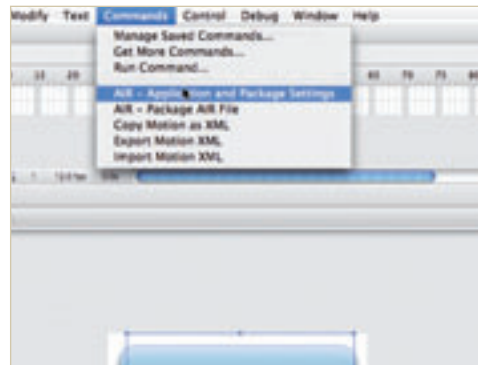 Modify Text Commands Control Debug Window Help
Manage Saved Commands...
Get More Commands...
Run Command...
AIR - Application and Package Settings
AIR - Package AIR File
Copy Motion as XML
Export Motion XML
Import Motion XML